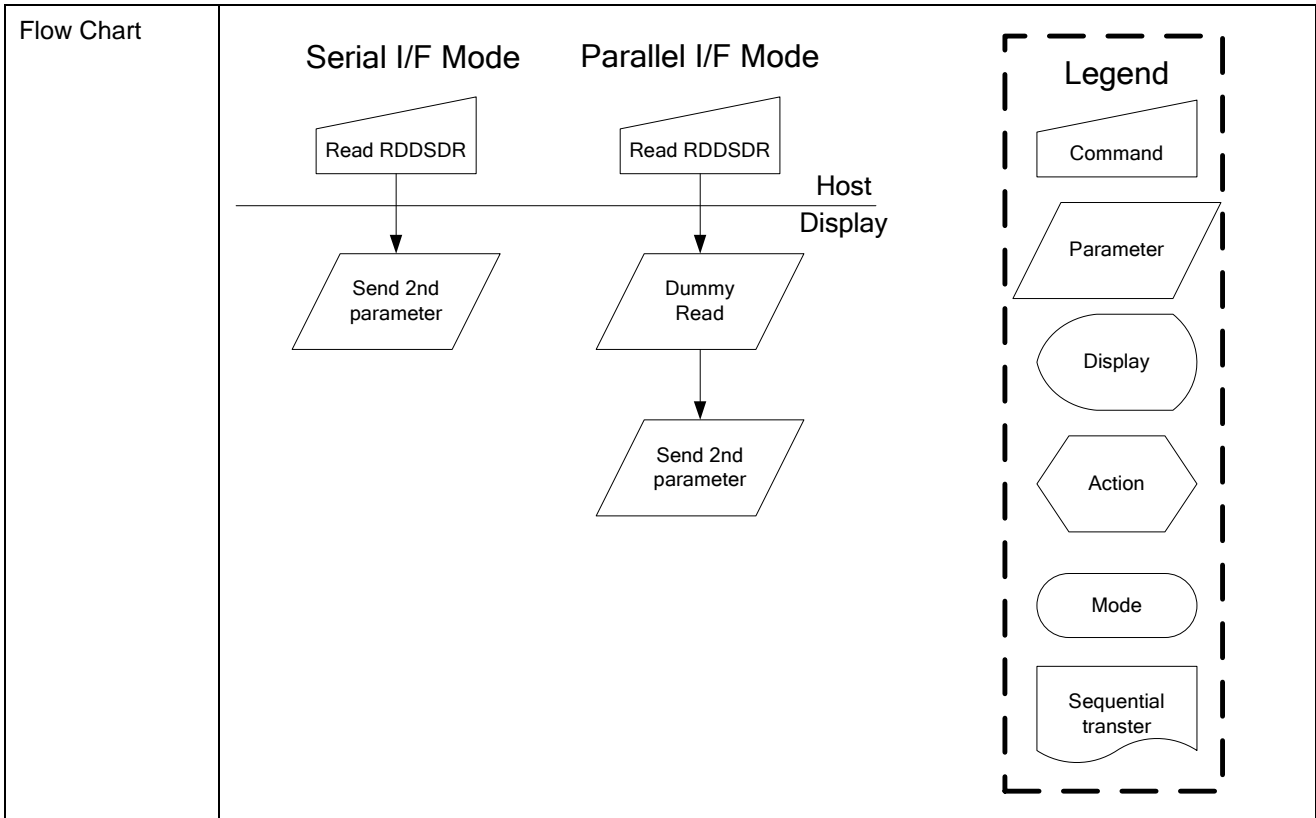 Flow Chart
Serial I/F Mode
Parallel I/F Mode
Read RDDSDR
Read RDDSDR
Host
Display
Send 2nd
parameter
Dummy
Read
Send 2nd
parameter
Legend
Command
Parameter
Display
Action
Mode
Sequential
transter